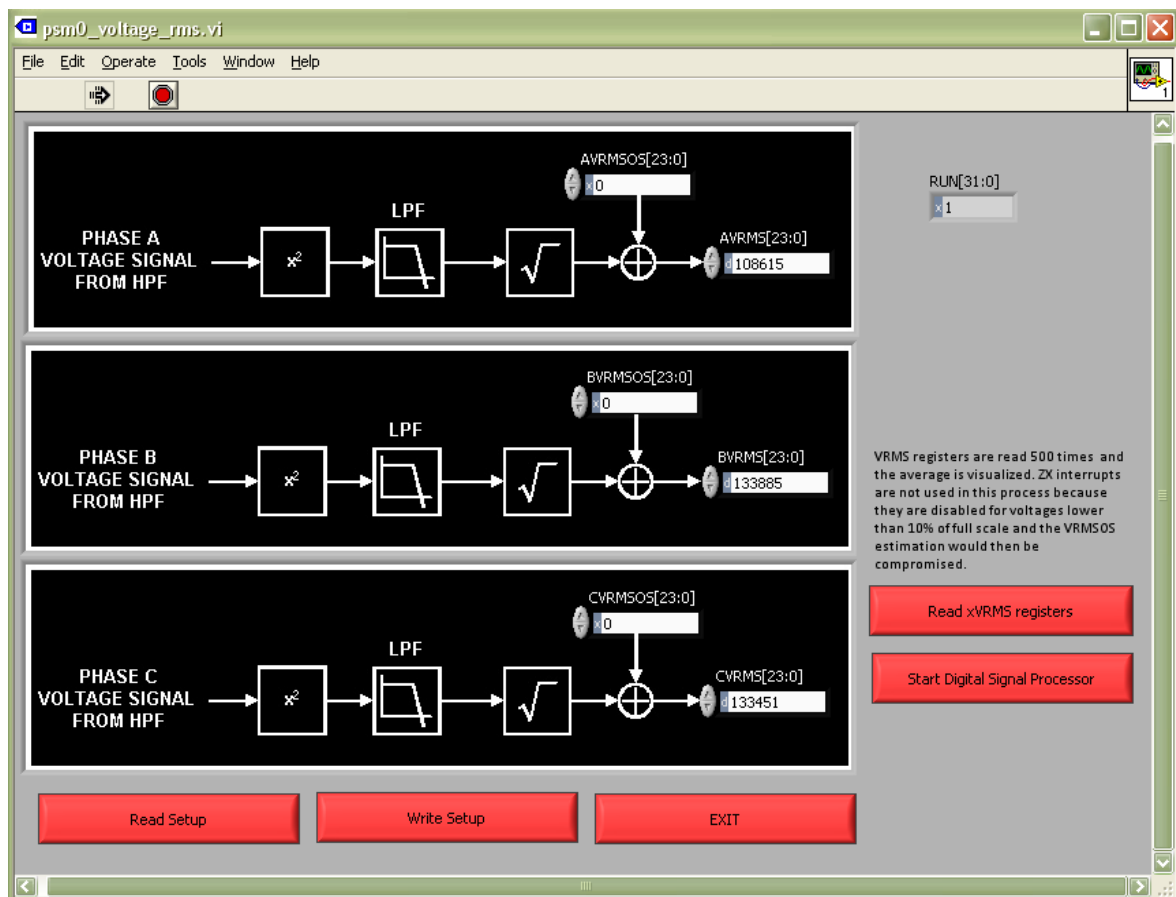 psm0_voltage_rms.vi
File Edit Operate Tools Window Help
1
AVRMSOS[23:0]
x 0
RUN[31:0]
x 1
LPF
PHASE A
VOLTAGE SIGNAL
FROM HPF
x²
√
AVRMS[23:0]
d 108615
BVRMSOS[23:0]
x 0
LPF
PHASE B
VOLTAGE SIGNAL
FROM HPF
x²
√
BVRMS[23:0]
d 133885
VRMS registers are read 500 times and
the average is visualized. ZX interrupts
are not used in this process because
they are disabled for voltages lower
than 10% of full scale and the VRMSOS
estimation would then be
compromised.
CVRMSOS[23:0]
x 0
LPF
PHASE C
VOLTAGE SIGNAL
FROM HPF
x²
√
CVRMS[23:0]
d 133451
Read xVRMS registers
Start Digital Signal Processor
Read Setup
Write Setup
EXIT